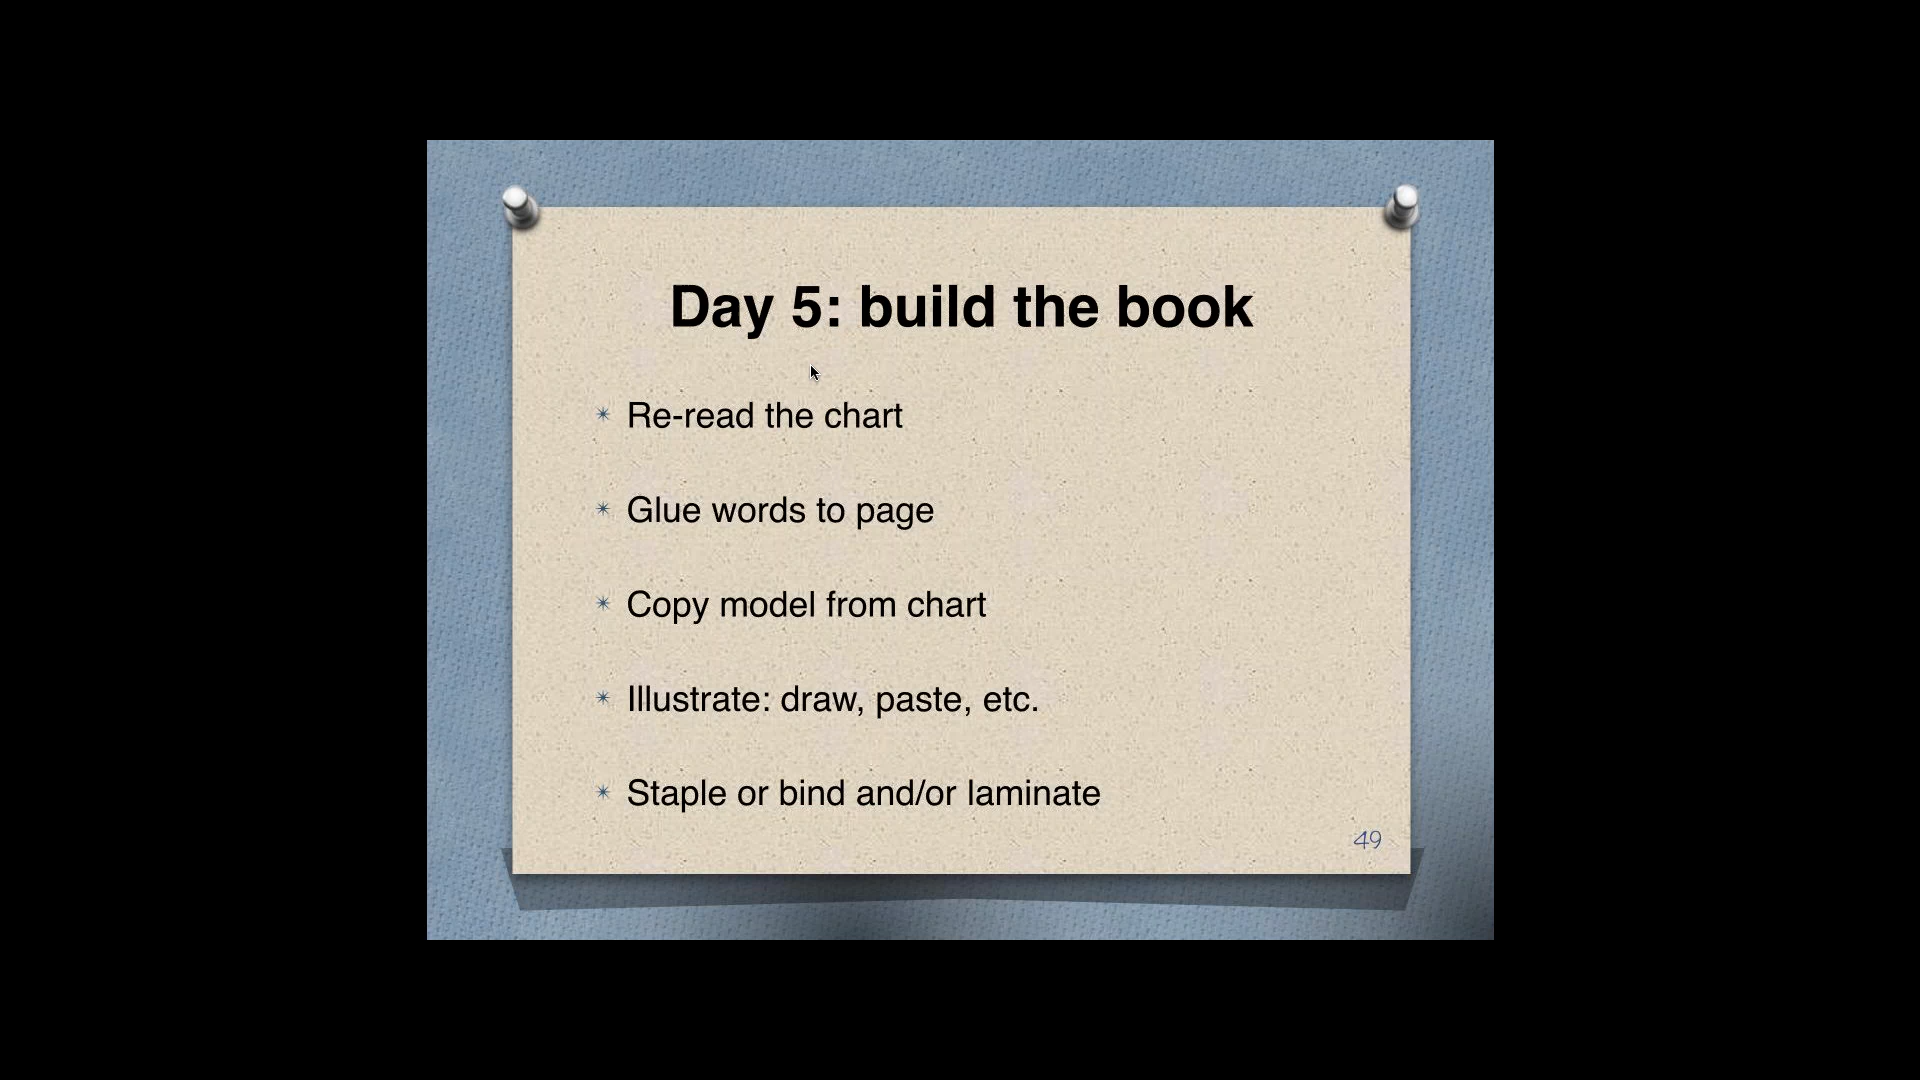 Day 5: build the book
Re-read the chart
Glue words to page
Copy model from chart
Illustrate: draw, paste, etc.
Staple or bind and/or laminate
49